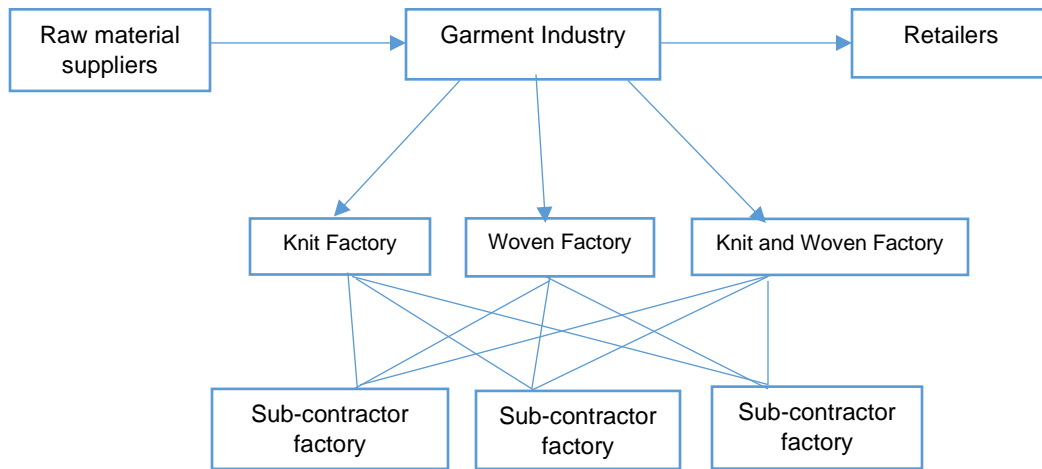 Raw material
suppliers
Garment Industry
Retailers
Knit Factory
Woven Factory
Knit and Woven Factory
Sub-contractor
factory
Sub-contractor
factory
Sub-contractor
factory